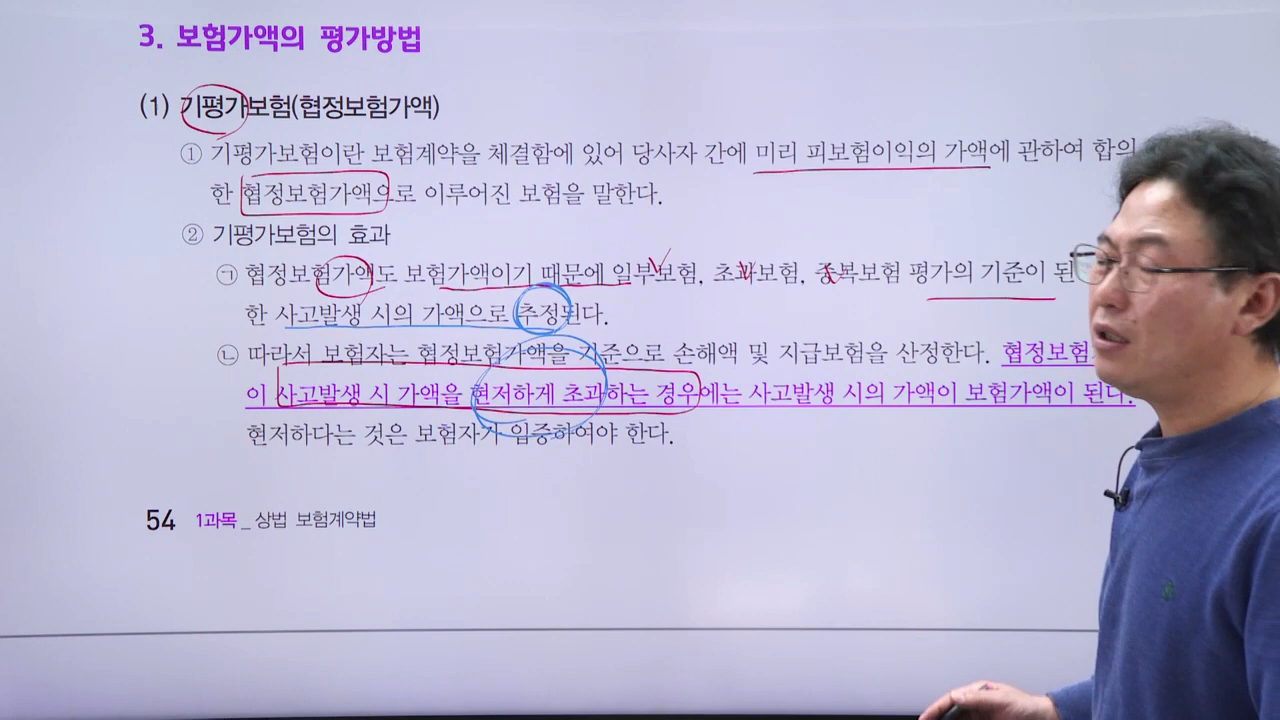 3. 보험가액의 평가방법
(1) 기평가보험(협정보험가액)
① 기평가보험이란 보험계약을 체결함에 있어 당사자 간에 미리 피보험이익의 가액에 관하여 합의
한 협정보험가액으로 이루어진 보험을 말한다.
② 기평가보험의 효과
㉠ 협정보험가액도 보험가액이기 때문에 일부보험, 초과보험, 중복보험 평가의 기준이 된
한 사고발생 시의 가액으로 추정된다.
㉡ 따라서 보험자는 협정보험가액을 기준으로 손해액 및 지급보험을 산정한다. 협정보험
이 사고발생 시 가액을 현저하게 초과하는 경우에는 사고발생 시의 가액이 보험가액이 된다.
현저하다는 것은 보험자가 입증하여야 한다.
54 1과목 _ 상법 보험계약법